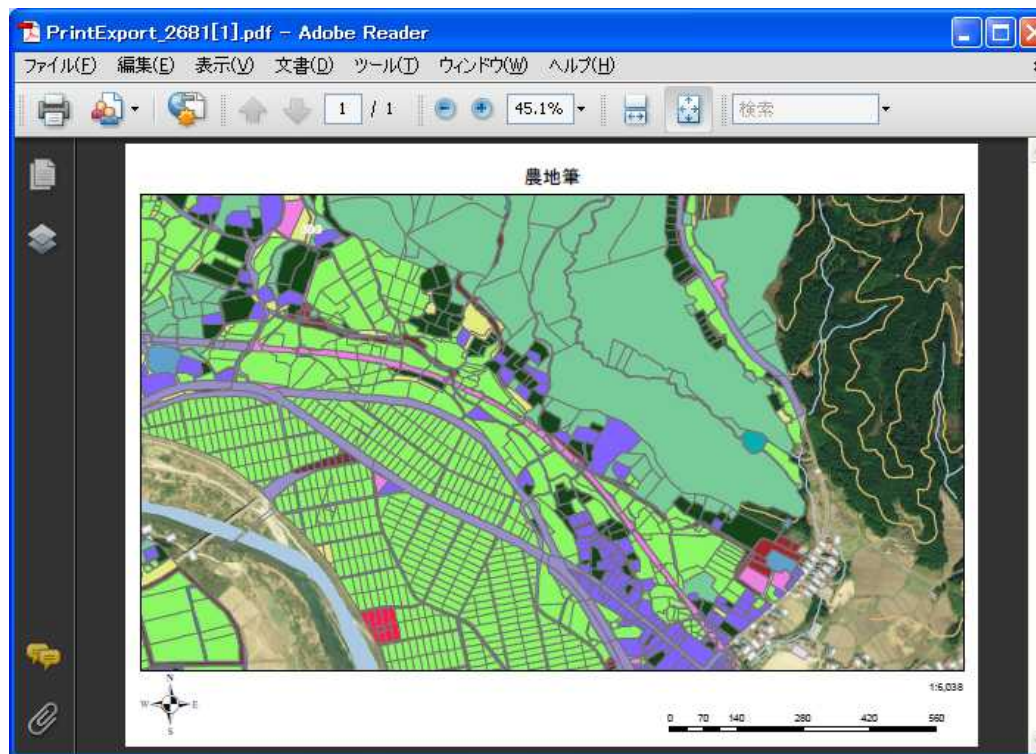 PrintExport_2681[1].pdf - Adobe Reader
ファイル(F) 編集(E) 表示(V) 文書(D) ツール(T) ウィンドウ(W) ヘルプ(H)
1 / 1 45.1% 検索
農地筆
N
W E
S
1:6,038
0 70 140 280 420 560